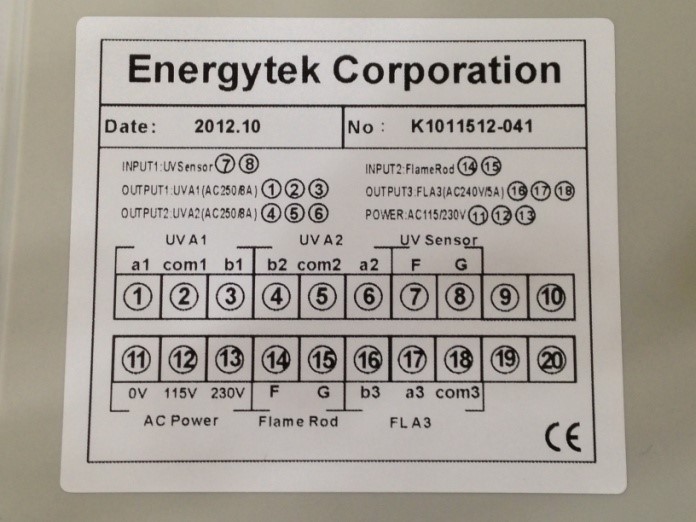 Energytek Corporation
Date: 2012.10 No: K1011512-041
INPUT1:UVSensor ⑦ ⑧ INPUT2:FlameRod ⑭ ⑮
OUTPUT1:UVA1(AC250/8A) ① ② ③ OUTPUT3:FLA3(AC240V/5A) ⑯ ⑰ ⑱
OUTPUT2:UVA2(AC250/8A) ④ ⑤ ⑥ POWER:AC115/230V ⑪ ⑫ ⑬
UVA1 UVA2 UV Sensor
a1 com1 b1 b2 com2 a2 F G
① ② ③ ④ ⑤ ⑥ ⑦ ⑧ ⑨ ⑩
⑪ ⑫ ⑬ ⑭ ⑮ ⑯ ⑰ ⑱ ⑲ ⑳
0V 115V 230V F G b3 a3 com3
AC Power Flame Rod FLA3
CE